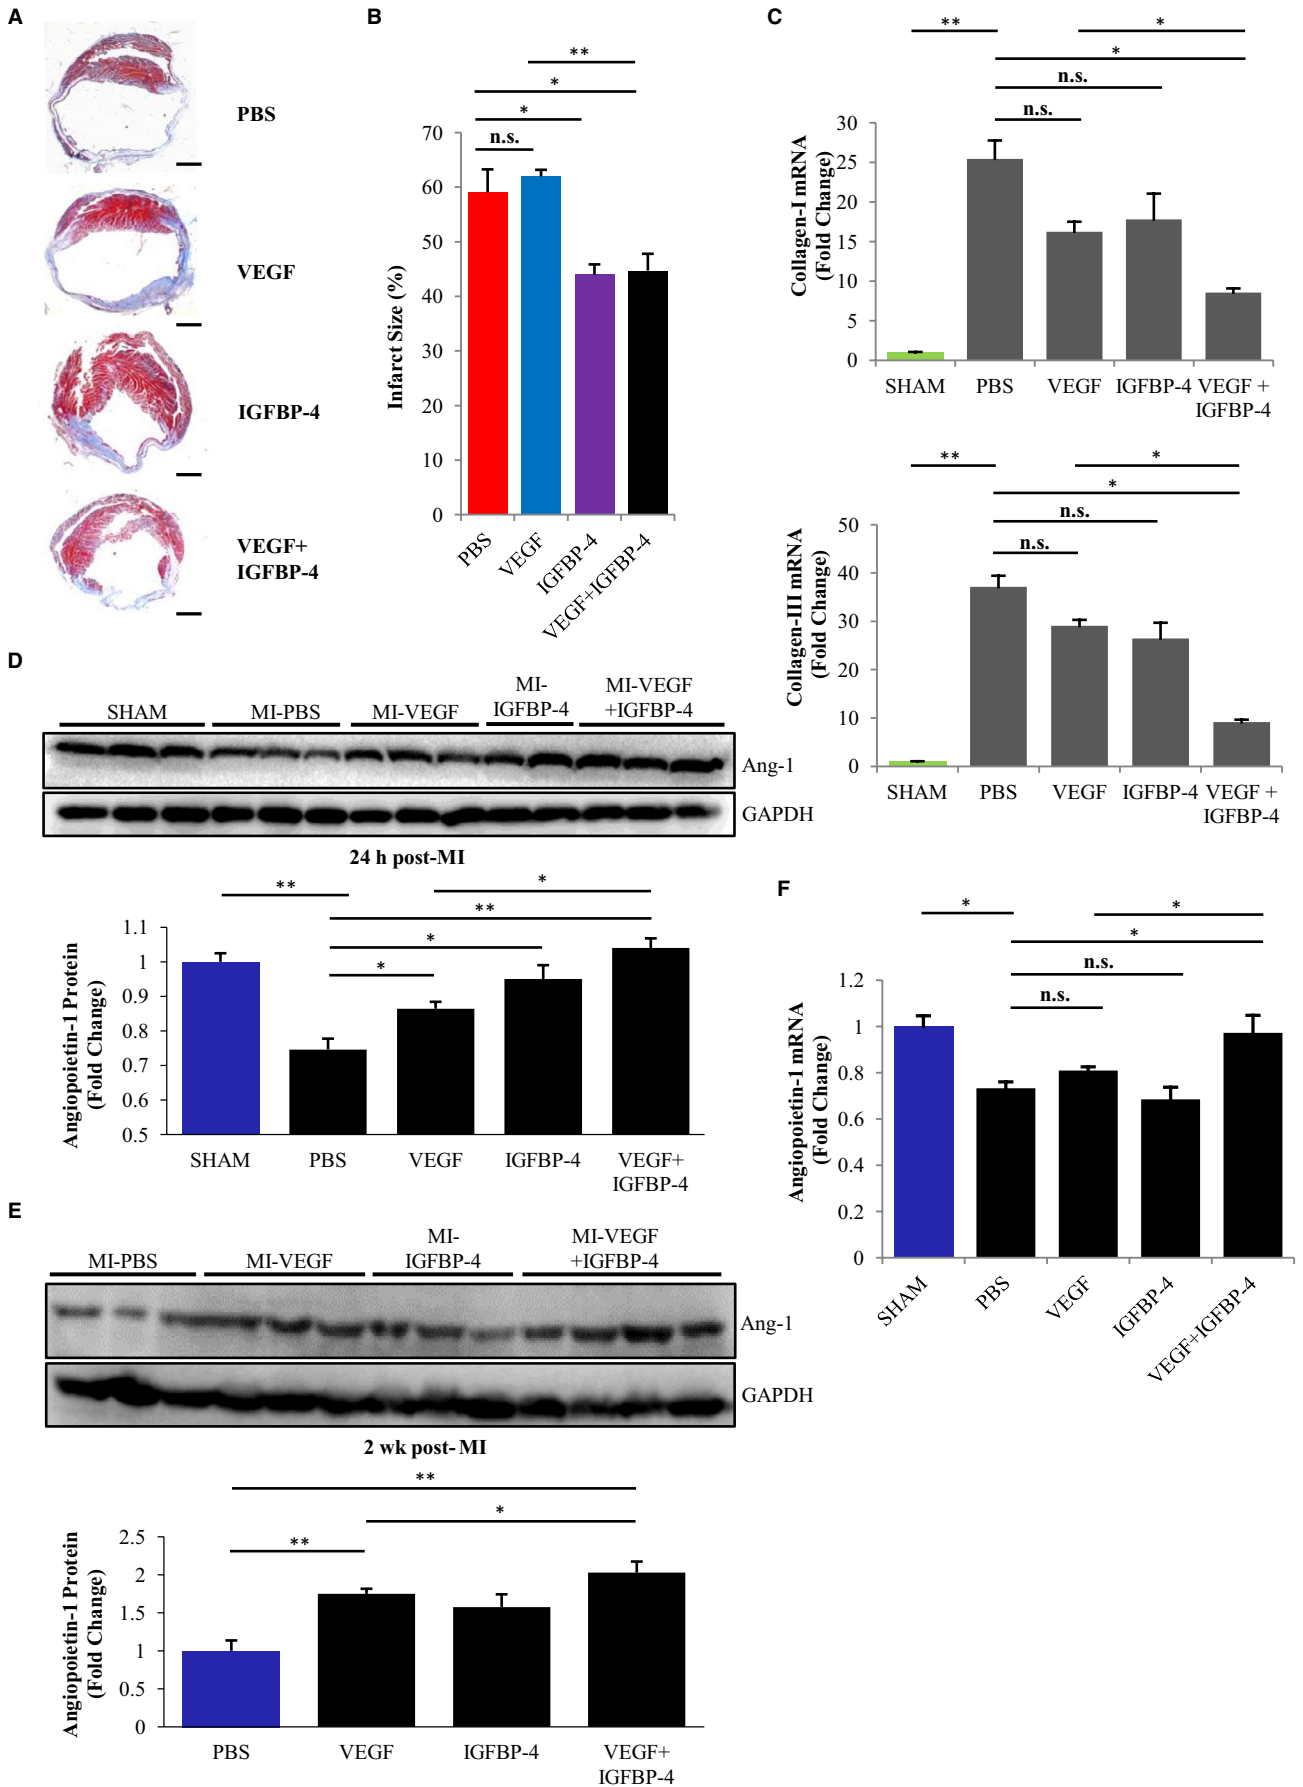 A
PBS
VEGF
IGFBP-4
VEGF+
IGFBP-4
B
**
*
*
n.s.
70
60
50
40
30
20
10
0
Infarct Size (%)
PBS
VEGF
IGFBP-4
VEGF+IGFBP-4
C
**
*
*
n.s.
n.s.
30
25
20
15
10
5
0
Collagen-I mRNA
(Fold Change)
SHAM
PBS
VEGF
IGFBP-4
VEGF +
IGFBP-4
**
*
*
n.s.
n.s.
50
40
30
20
10
0
Collagen-III mRNA
(Fold Change)
SHAM
PBS
VEGF
IGFBP-4
VEGF +
IGFBP-4
D
SHAM
MI-PBS
MI-VEGF
MI-
IGFBP-4
MI-VEGF
+IGFBP-4
Ang-1
GAPDH
24 h post-MI
**
*
**
*
*
1.1
1
0.9
0.8
0.7
0.6
0.5
Angiopoietin-1 Protein
(Fold Change)
SHAM
PBS
VEGF
IGFBP-4
VEGF+
IGFBP-4
E
MI-PBS
MI-VEGF
MI-
IGFBP-4
MI-VEGF
+IGFBP-4
Ang-1
GAPDH
2 wk post-MI
**
*
**
2.5
2
1.5
1
0.5
0
Angiopoietin-1 Protein
(Fold Change)
PBS
VEGF
IGFBP-4
VEGF+
IGFBP-4
F
*
*
*
n.s.
n.s.
1.2
1
0.8
0.6
0.4
0.2
0
Angiopoietin-1 mRNA
(Fold Change)
SHAM
PBS
VEGF
IGFBP-4
VEGF+IGFBP-4